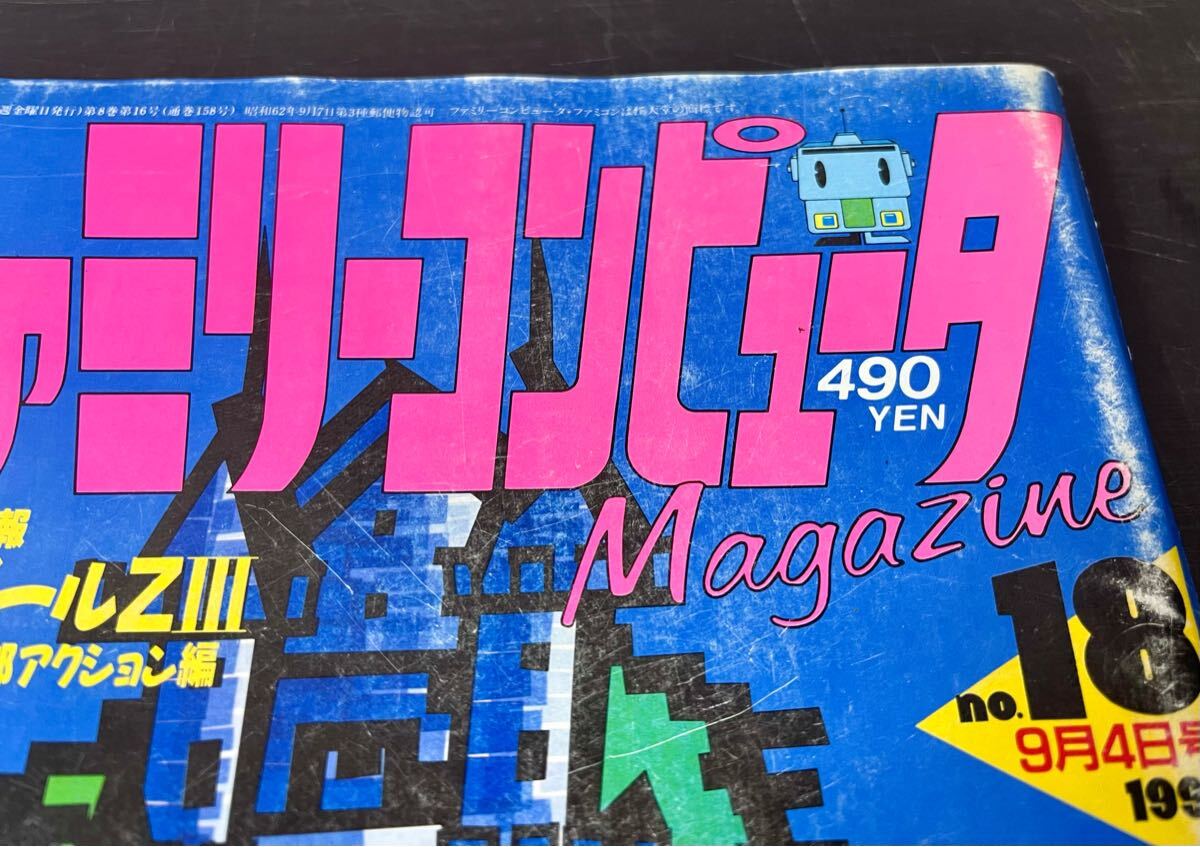 週金曜日発行)第8巻第16号(通巻158号) 昭和62年9月7日第3種郵便物認可 ファミリーコンピュータ・ファミコンは任天堂の商標です
ァミリーコンピュータ
490
YEN
Magazine
報
ールZIII
部アクション編
no.18
9月4日号
199